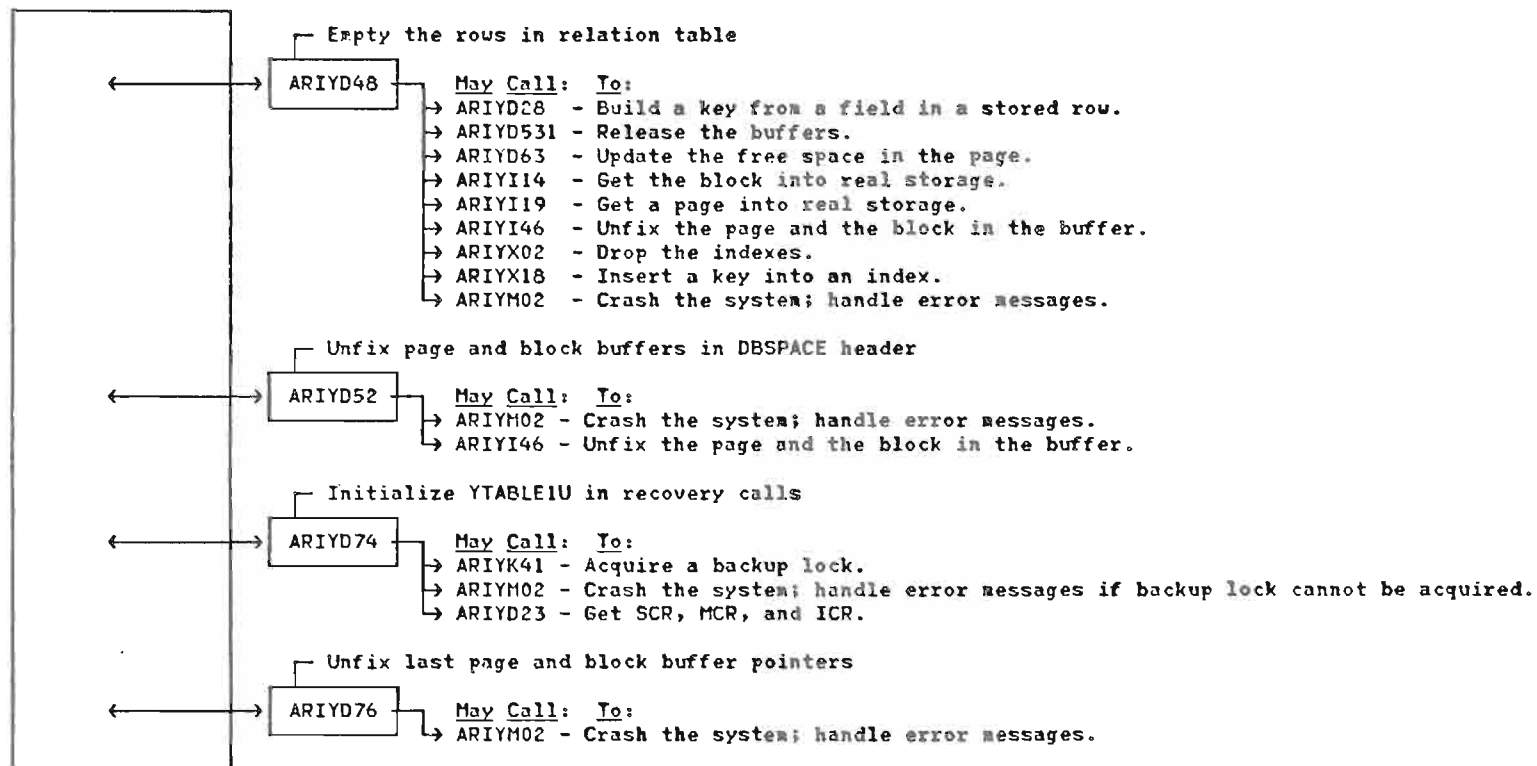 Empty the rows in relation table
ARIYD48
May Call: To:
ARIYD28 - Build a key from a field in a stored row.
ARIYD531 - Release the buffers.
ARIYD63 - Update the free space in the page.
ARIYI14 - Get the block into real storage.
ARIYI19 - Get a page into real storage.
ARIYI46 - Unfix the page and the block in the buffer.
ARIYX02 - Drop the indexes.
ARIYX18 - Insert a key into an index.
ARIYM02 - Crash the system; handle error messages.
Unfix page and block buffers in DBSPACE header
ARIYD52
May Call: To:
ARIYM02 - Crash the system; handle error messages.
ARIYI46 - Unfix the page and the block in the buffer.
Initialize YTABLE1U in recovery calls
ARIYD74
May Call: To:
ARIYK41 - Acquire a backup lock.
ARIYM02 - Crash the system; handle error messages if backup lock cannot be acquired.
ARIYD23 - Get SCR, MCR, and ICR.
Unfix last page and block buffer pointers
ARIYD76
May Call: To:
ARIYM02 - Crash the system; handle error messages.